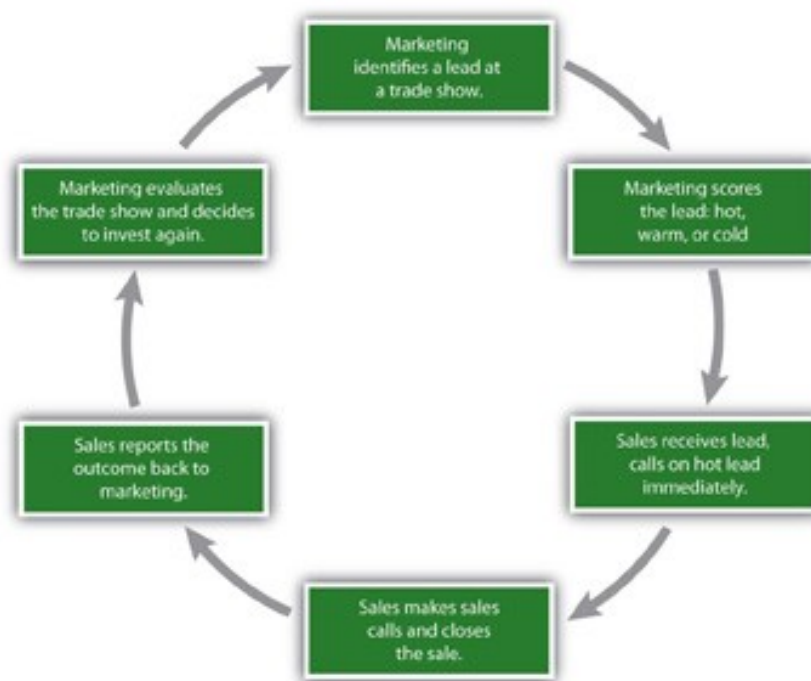 Marketing
identifies a lead at
a trade show.
Marketing scores
the lead: hot,
warm, or cold
Sales receives lead,
calls on hot lead
immediately.
Sales makes sales
calls and closes
the sale.
Sales reports the
outcome back to
marketing.
Marketing evaluates
the trade show and decides
to invest again.